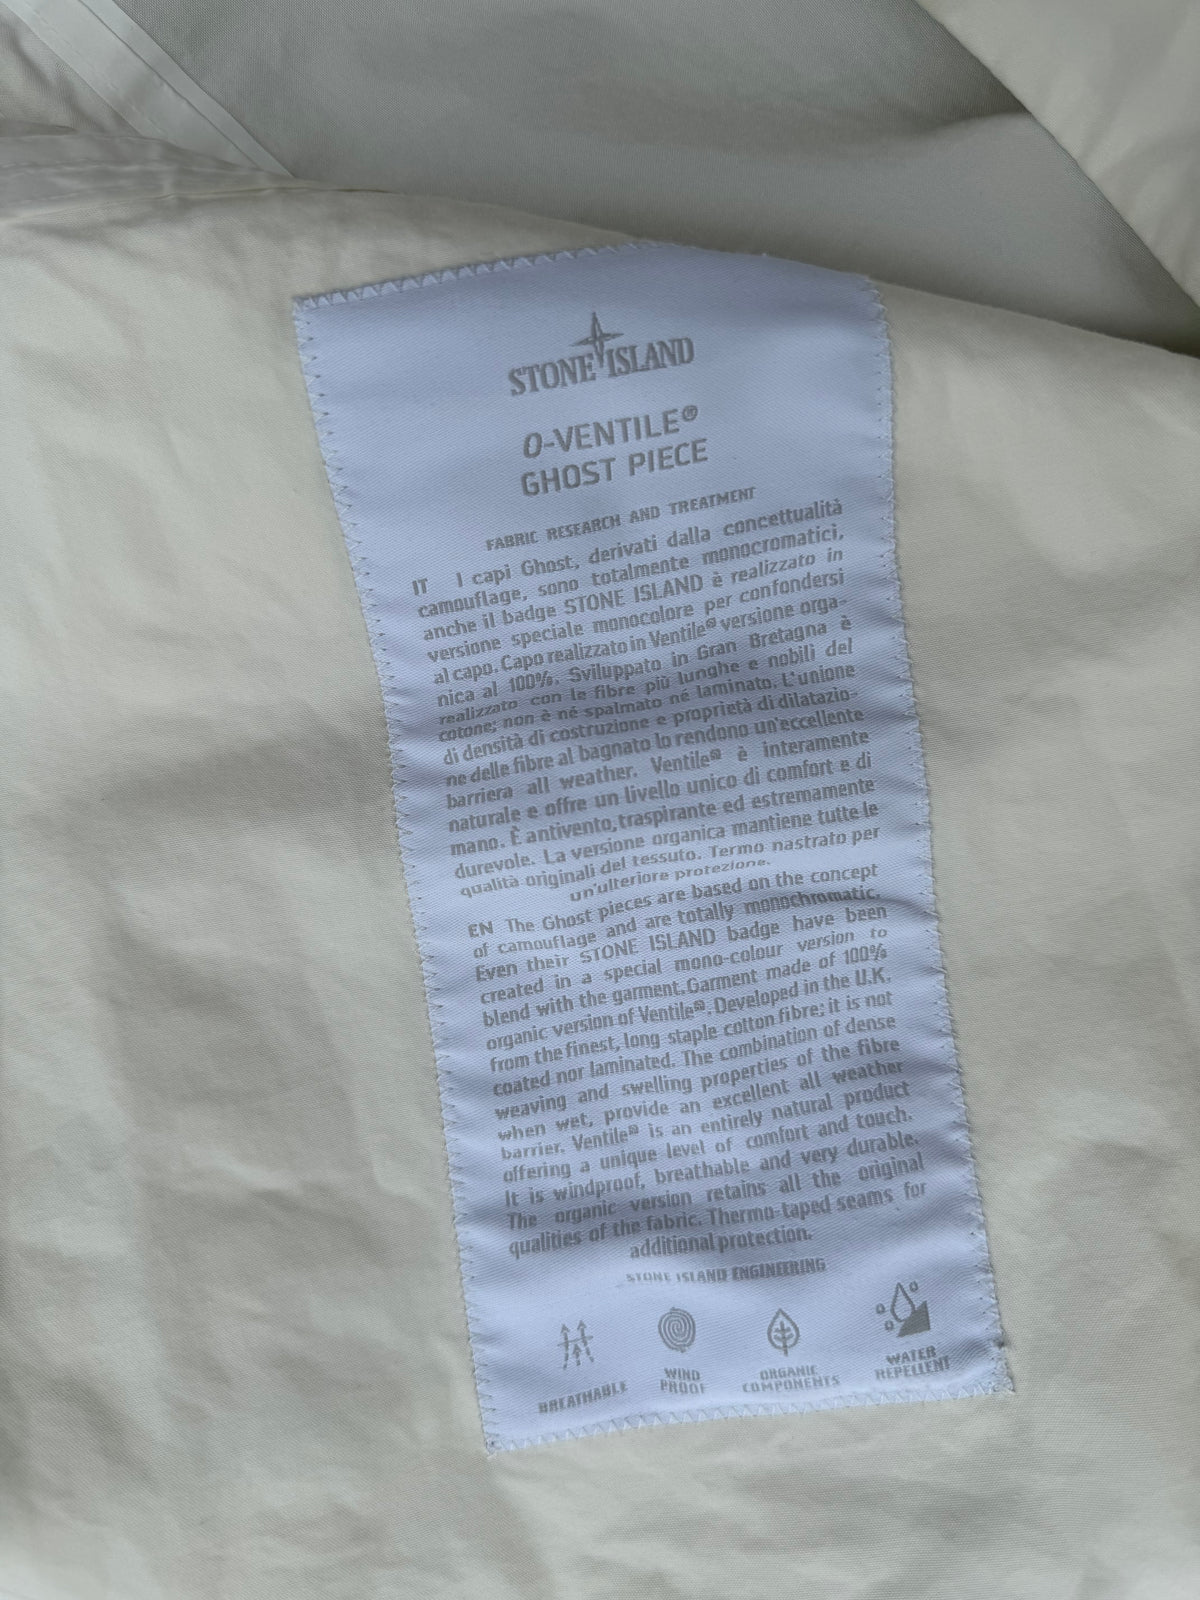 STONE ISLAND
O-VENTILE®
GHOST PIECE
FABRIC RESEARCH AND TREATMENT
IT I capi Ghost, derivati dalla concettualità
camouflage, sono totalmente monocromatici,
anche il badge STONE ISLAND è realizzato in
versione speciale monocolore per confondersi
al capo. Capo realizzato in Ventile® versione orga-
nica al 100%. Sviluppato in Gran Bretagna è
realizzato con le fibre più lunghe e nobili del
cotone; non è né spalmato né laminato. L'unione
di densità di costruzione e proprietà di dilatazio-
ne delle fibre al bagnato lo rendono un'eccellente
barriera all weather. Ventile® è interamente
naturale e offre un livello unico di comfort e di
mano. È antivento, traspirante ed estremamente
durevole. La versione organica mantiene tutte le
qualità originali del tessuto. Termo nastrato per
un'ulteriore protezione.
EN The Ghost pieces are based on the concept
of camouflage and are totally monochromatic.
Even their STONE ISLAND badge have been
created in a special mono-colour version to
blend with the garment. Garment made of 100%
organic version of Ventile®. Developed in the U.K.
from the finest, long staple cotton fibre; it is not
coated nor laminated. The combination of dense
weaving and swelling properties of the fibre
when wet, provide an excellent all weather
barrier. Ventile® is an entirely natural product
offering a unique level of comfort and touch.
It is windproof, breathable and very durable.
The organic version retains all the original
qualities of the fabric. Thermo-taped seams for
additional protection.
STONE ISLAND ENGINEERING
BREATHABLE
WIND
PROOF
ORGANIC
COMPONENTS
WATER
REPELLENT